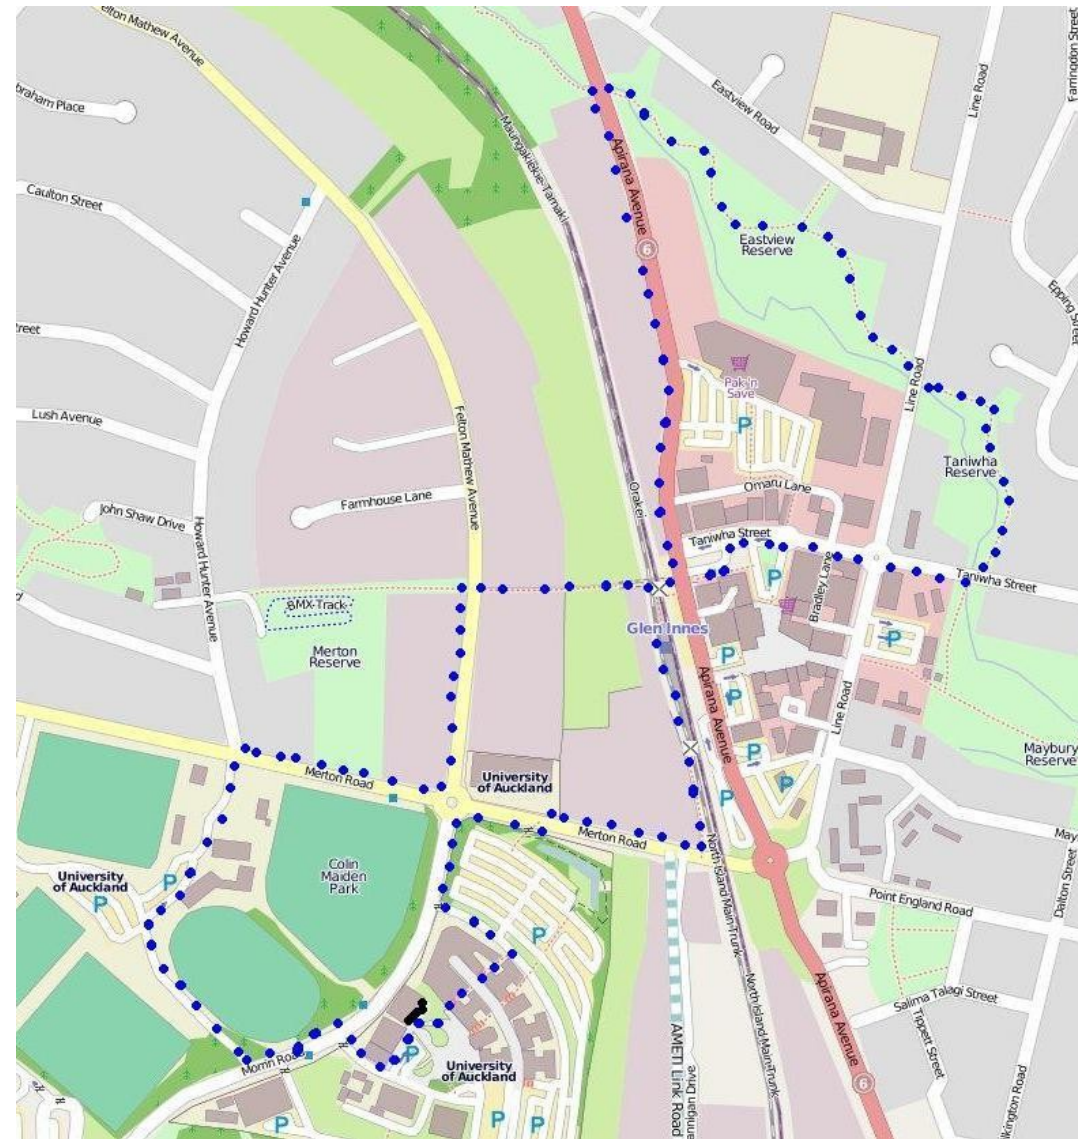 Felton Mathew Avenue
Abraham Place
Caulton Street
Howard Hunter Avenue
Lush Avenue
Farmhouse Lane
Felton Mathew Avenue
John Shaw Drive
Howard Hunter Avenue
BMX Track
Merton
Reserve
Merton Road
Maungakiekie-Tamaki
Orakei
Apirana Avenue
6
Eastview Road
Line Road
Farringdon Street
Eastview
Reserve
Epping Street
Pak'n
Save
P
Line Road
Omaru Lane
Taniwha
Reserve
Taniwha Street
Taniwha Street
P
Bradley Lane
Glen Innes
P
P
P
Apirana Avenue
Line Road
P
P
P
Maybury
Reserve
May
University
of Auckland
Merton Road
North Island Main Trunk
Point England Road
Dalton Street
Colin
Maiden
Park
University
of Auckland
P
P
P
AMETI Link Road
North Island Main Trunk
Apirana Avenue
Salima Talagi Street
Tippett Street
6
Morrin Road
P
University
of Auckland
P
P
P